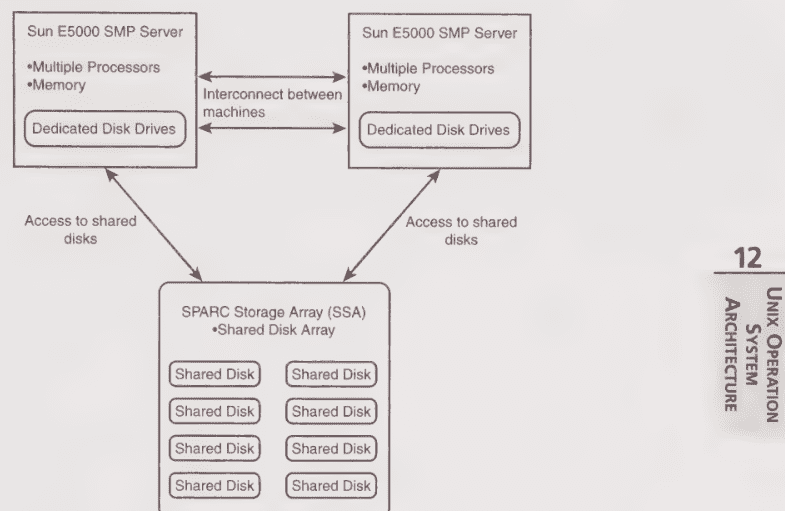 Sun E5000 SMP Server
•Multiple Processors
•Memory
Dedicated Disk Drives
Interconnect between
machines
Sun E5000 SMP Server
•Multiple Processors
•Memory
Dedicated Disk Drives
Access to shared
disks
Access to shared
disks
SPARC Storage Array (SSA)
•Shared Disk Array
Shared Disk
Shared Disk
Shared Disk
Shared Disk
Shared Disk
Shared Disk
Shared Disk
Shared Disk
12
UNIX OPERATION
SYSTEM
ARCHITECTURE